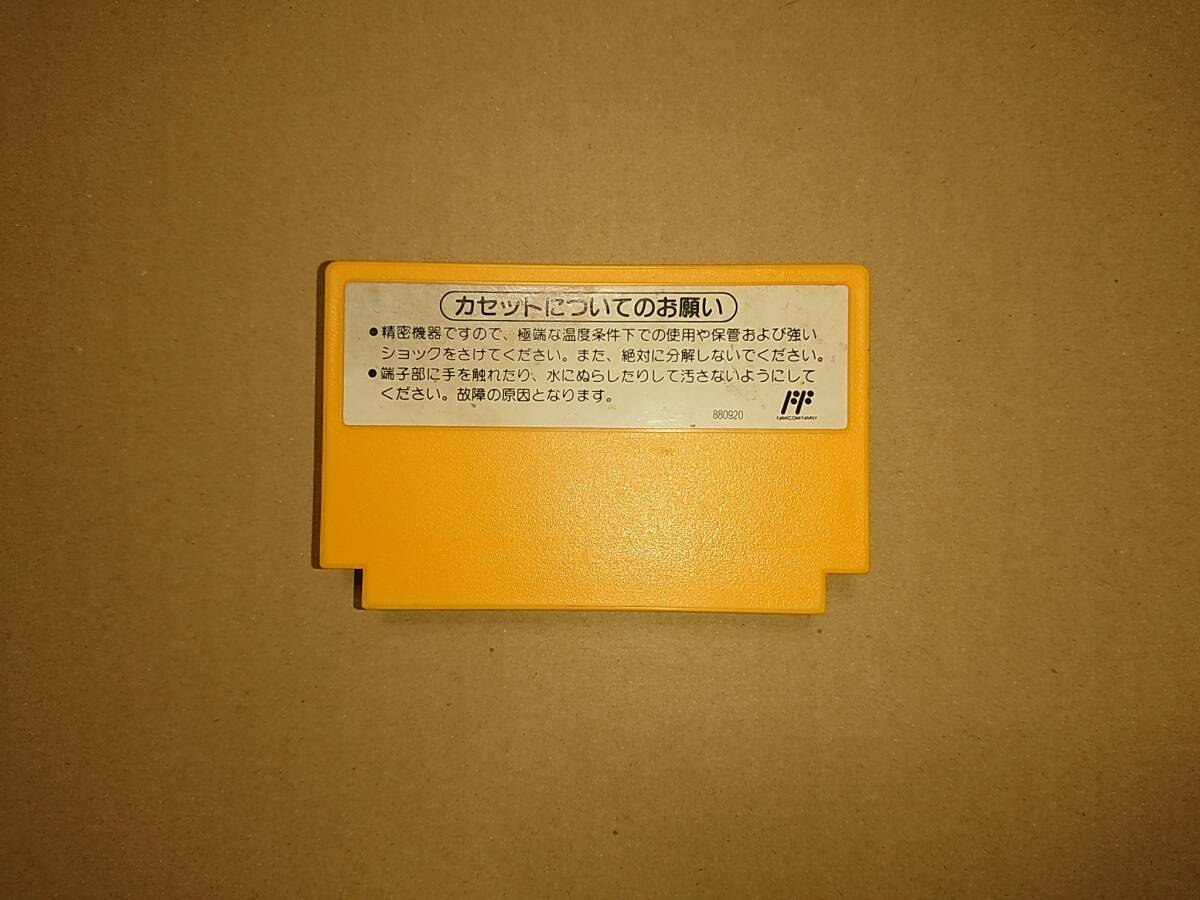 カセットについてのお願い
●精密機器ですので、極端な温度条件下での使用や保管および強い
ショックをさけてください。また、絶対に分解しないでください。
●端子部に手を触れたり、水にぬらしたりして汚さないようにして
ください。故障の原因となります。
880920
FF
FAMICOM FAMILY